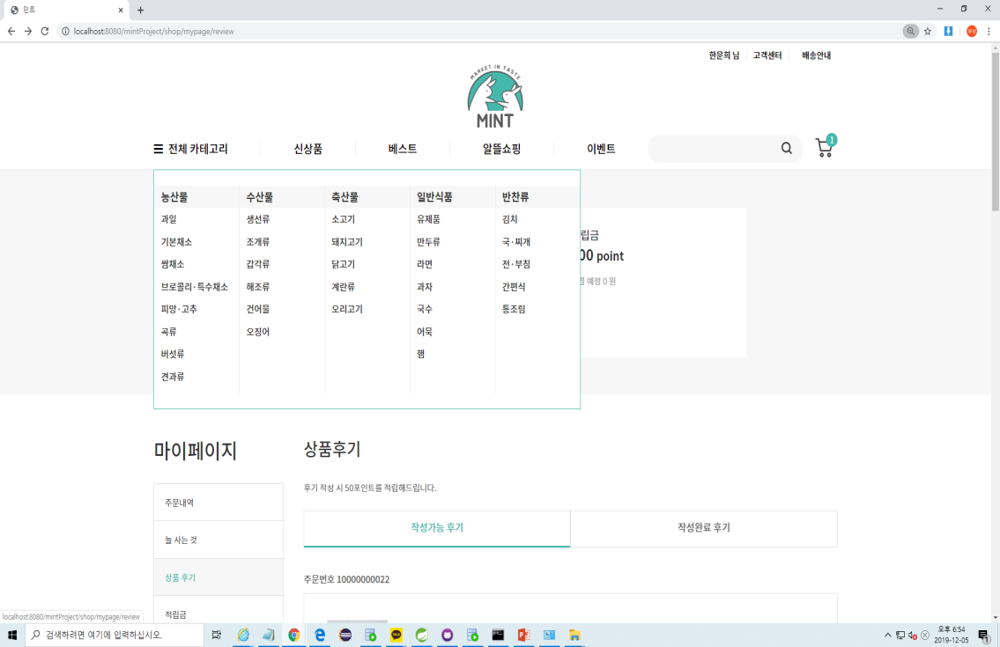 민트
localhost:8080/mintProject/shop/mypage/review
한문희 님 고객센터 배송안내
MARKET IN TASTE
MINT
전체 카테고리 신상품 베스트 알뜰쇼핑 이벤트
1
농산물 수산물 축산물 일반식품 반찬류
과일 생선류 소고기 유제품 김치
기본채소 조개류 돼지고기 만두류 국·찌개
쌈채소 갑각류 닭고기 라면 전·부침
브로콜리·특수채소 해조류 계란류 과자 간편식
피망·고추 건어물 오리고기 국수 통조림
곡류 오징어 어묵
버섯류 햄
견과류
립금
00 point
예정 0 원
마이페이지
상품후기
후기 작성 시 50포인트를 적립해드립니다.
주문내역
늘 사는 것
상품 후기
적립금
작성가능 후기 작성완료 후기
주문번호 10000000022
localhost:8080/mintProject/shop/mypage/review
검색하려면 여기에 입력하십시오.
오후 6:54
2019-12-05
1